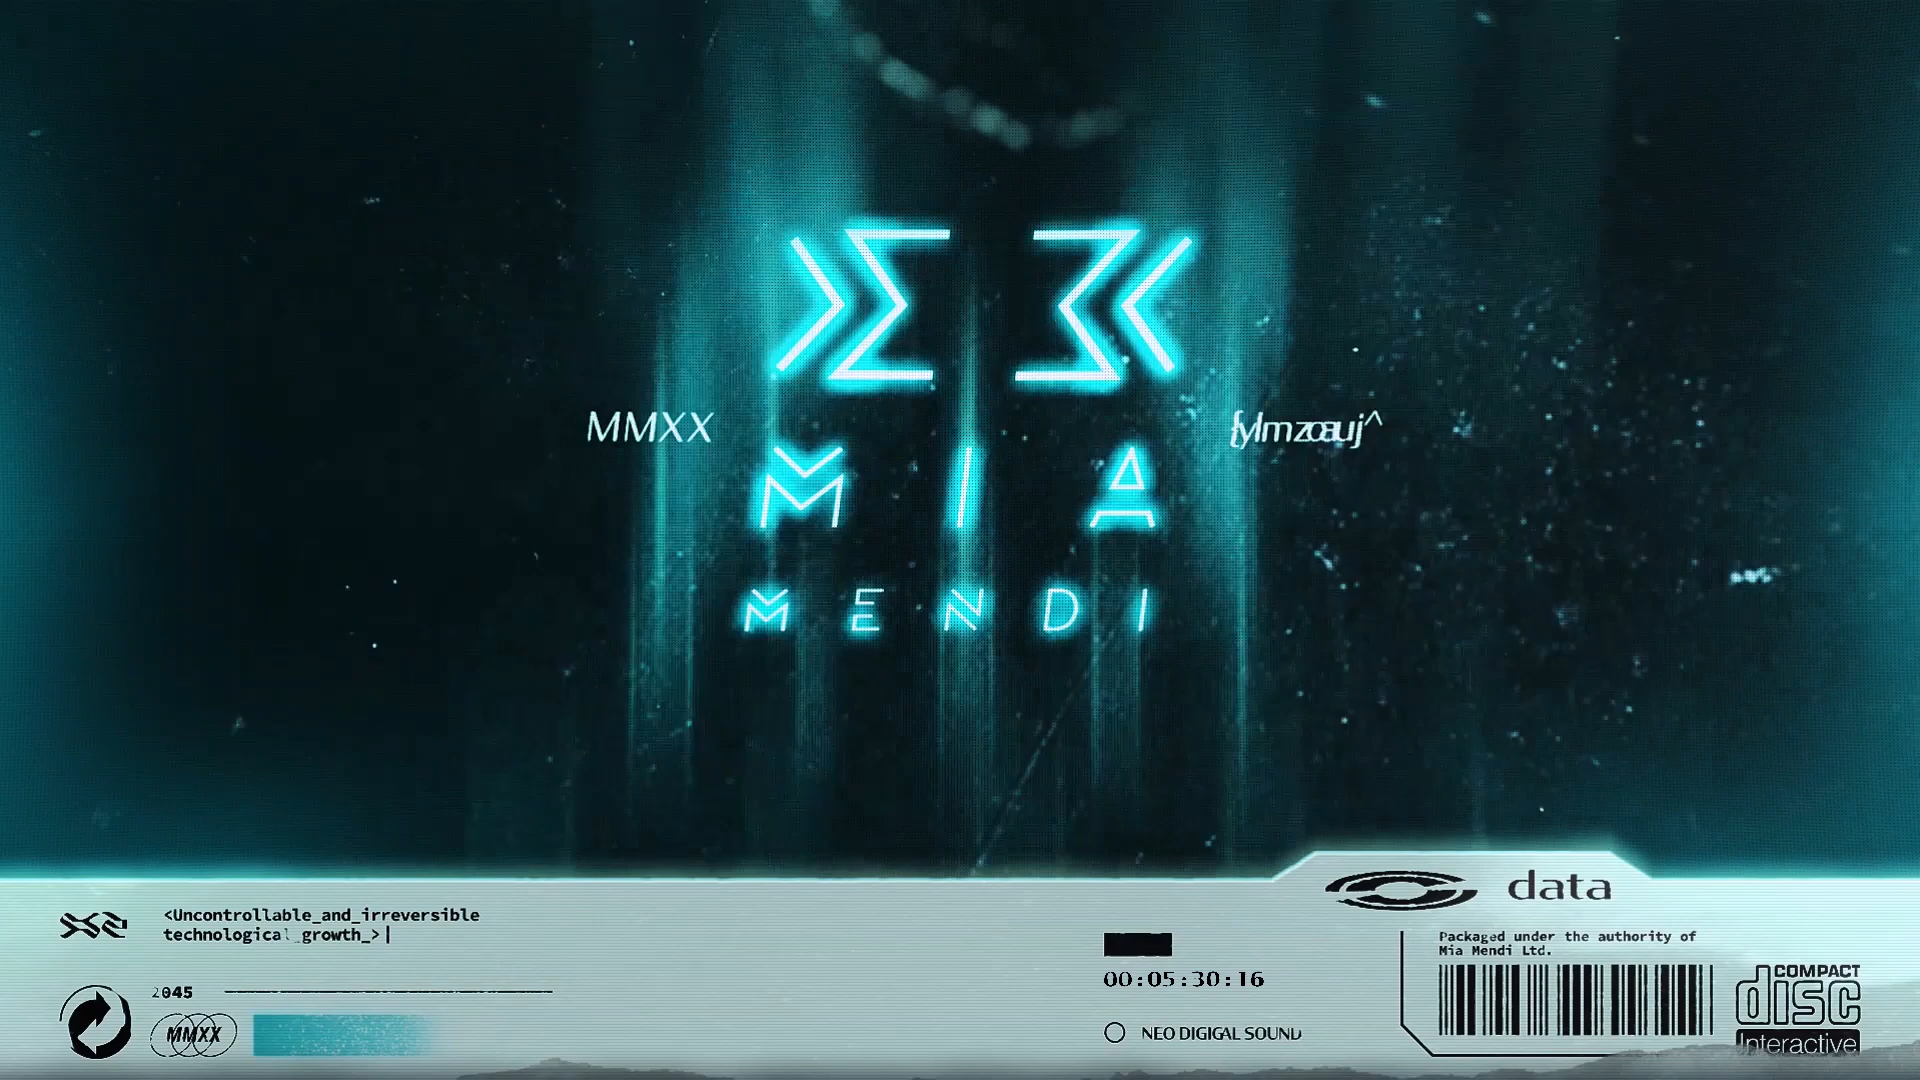 MMXX
{ylmzoauj^
MIA
MENDI
data
<Uncontrollable_and_irreversible
technological_growth_>|
Packaged under the authority of
Mia Mendi Ltd.
00:05:30:16
2045
MMXX
NEO DIGIGAL SOUND
COMPACT
disc
Interactive